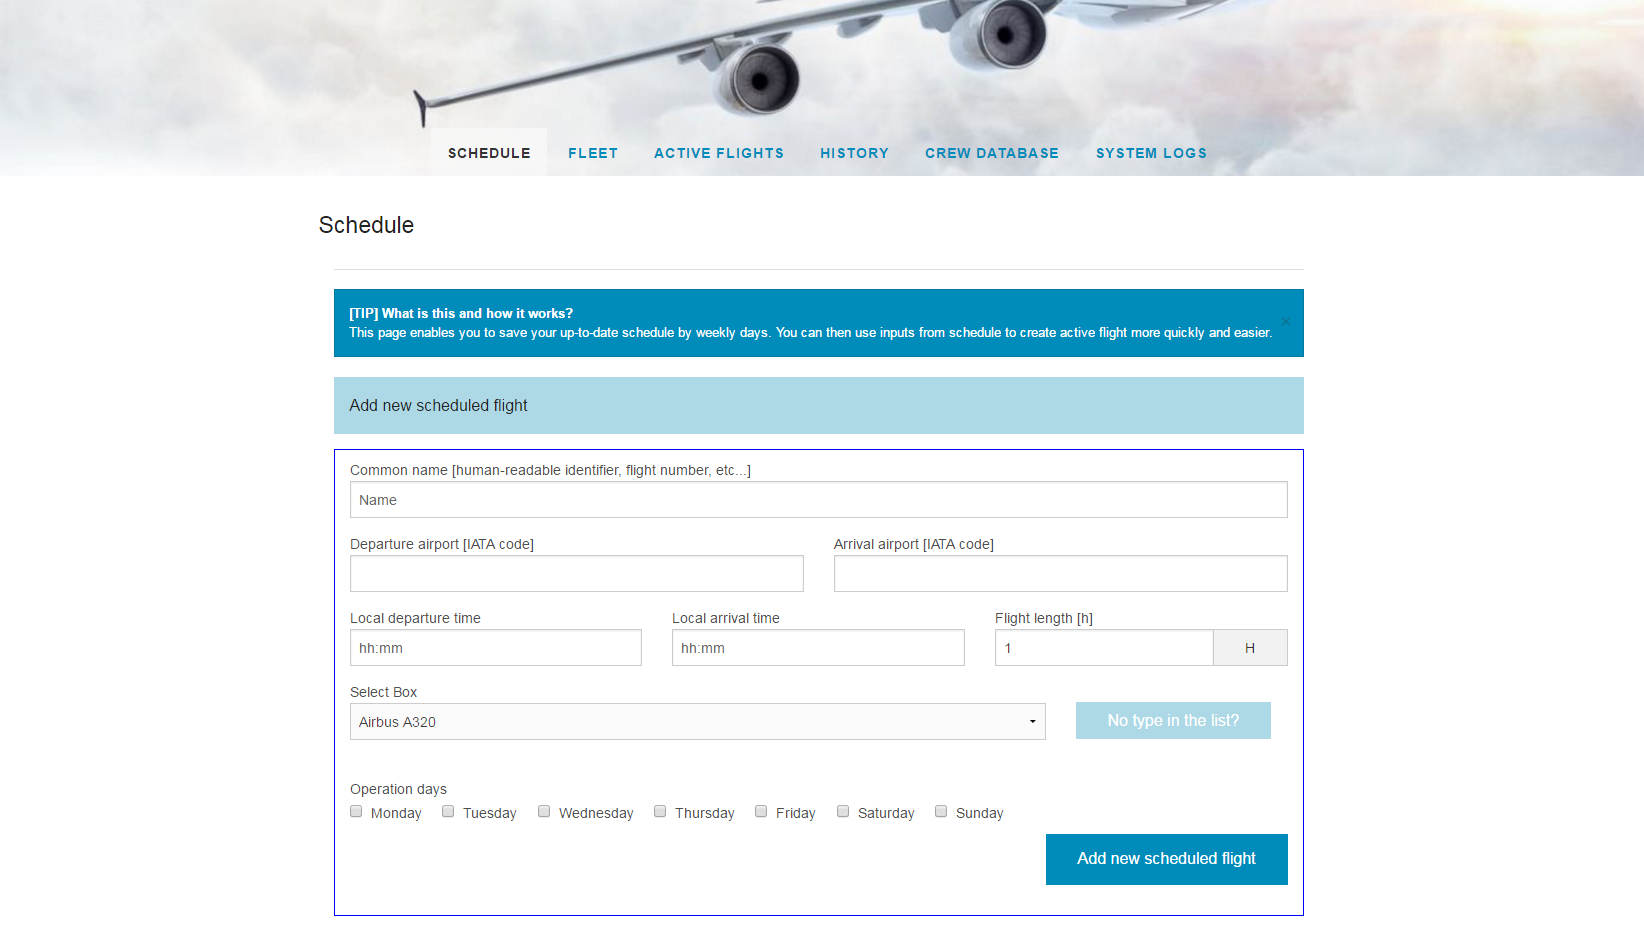 SCHEDULE FLEET ACTIVE FLIGHTS HISTORY CREW DATABASE SYSTEM LOGS
Schedule
[TIP] What is this and how it works?
This page enables you to save your up-to-date schedule by weekly days. You can then use inputs from schedule to create active flight more quickly and easier.
×
Add new scheduled flight
Common name [human-readable identifier, flight number, etc...]
Name
Departure airport [IATA code] Arrival airport [IATA code]
Local departure time Local arrival time Flight length [h]
hh:mm hh:mm 1 H
Select Box
Airbus A320 No type in the list?
Operation days
Monday Tuesday Wednesday Thursday Friday Saturday Sunday
Add new scheduled flight